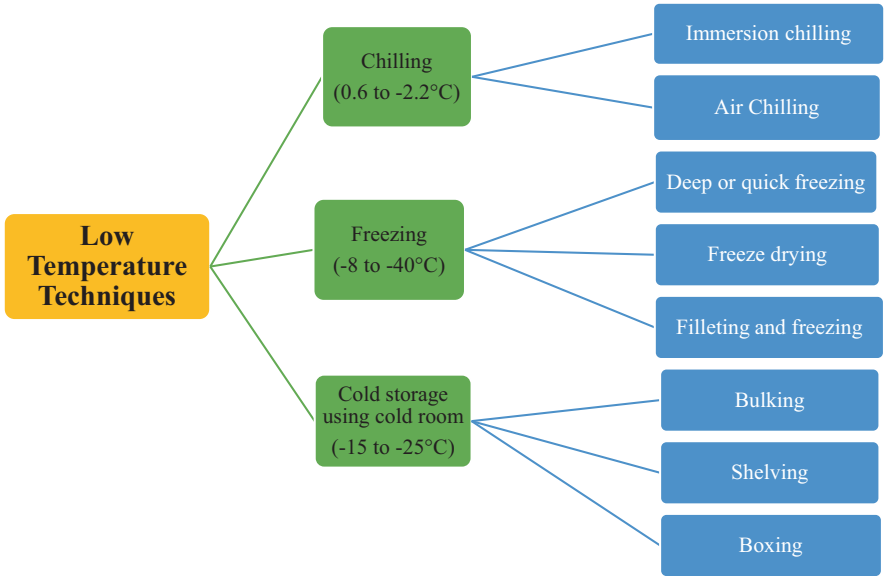 Low
Temperature
Techniques
Chilling
(0.6 to -2.2°C)
Immersion chilling
Air Chilling
Freezing
(-8 to -40°C)
Deep or quick freezing
Freeze drying
Filleting and freezing
Cold storage
using cold room
(-15 to -25°C)
Bulking
Shelving
Boxing